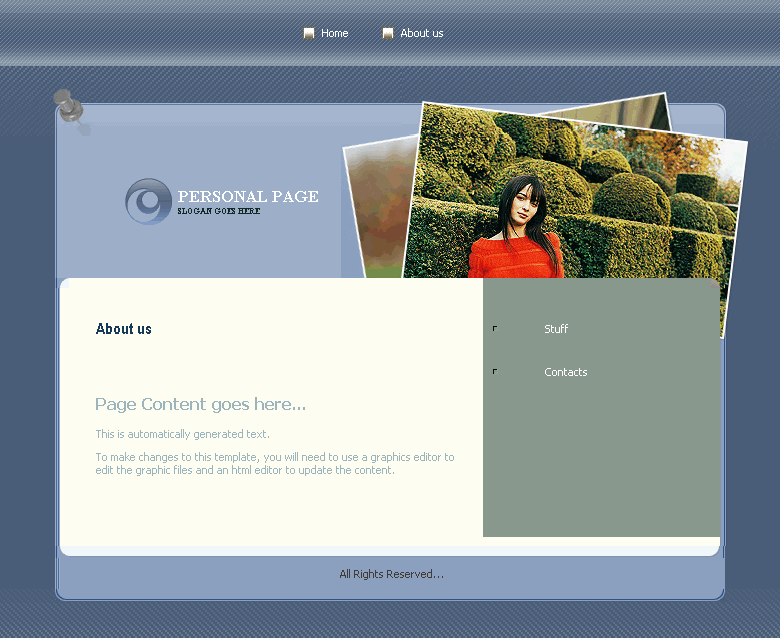 Home
About us
PERSONAL PAGE
SLOGAN GOES HERE
About us
Stuff
Contacts
Page Content goes here...
This is automatically generated text.
To make changes to this template, you will need to use a graphics editor to
edit the graphic files and an html editor to update the content.
All Rights Reserved...